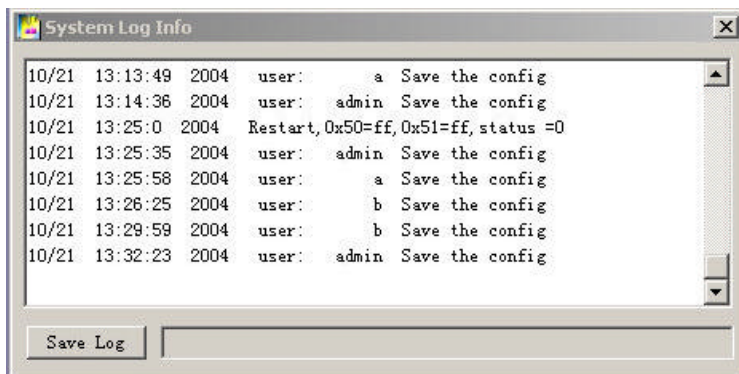 System Log Info
10/21 13:13:49 2004 user: a Save the config
10/21 13:14:36 2004 user: admin Save the config
10/21 13:25:0 2004 Restart, 0x50=ff, 0x51=ff, status =0
10/21 13:25:35 2004 user: admin Save the config
10/21 13:25:58 2004 user: a Save the config
10/21 13:26:25 2004 user: b Save the config
10/21 13:29:59 2004 user: b Save the config
10/21 13:32:23 2004 user: admin Save the config
Save Log